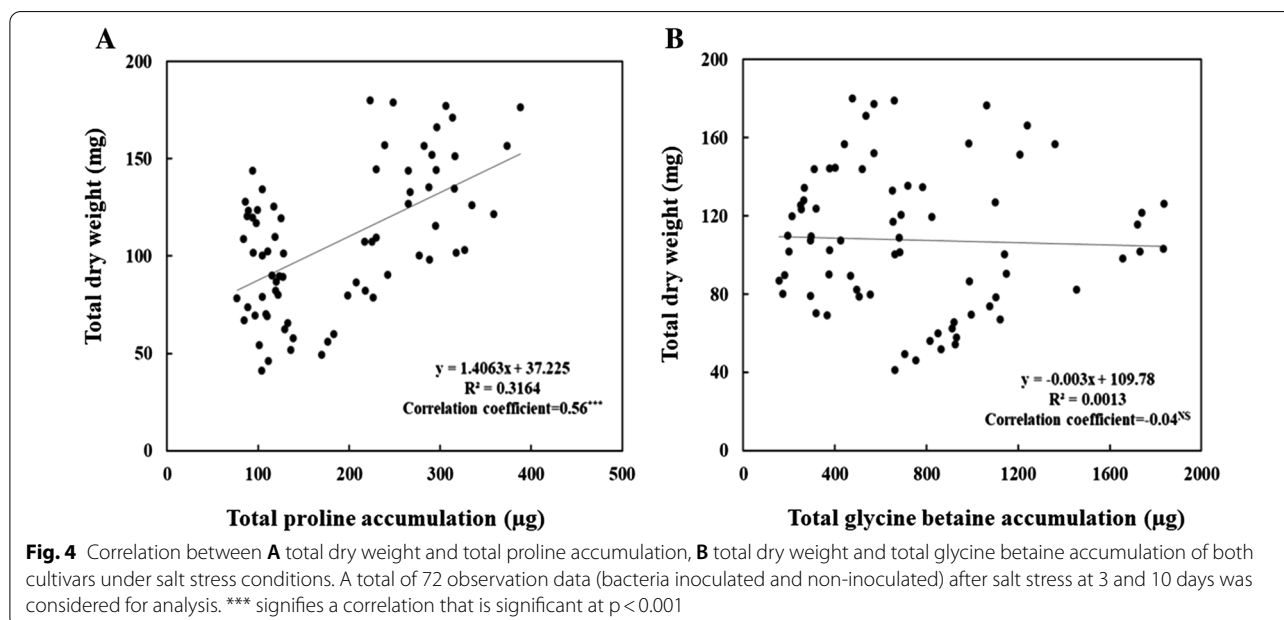 A
200
150
100
50
0
0 100 200 300 400 500
Total dry weight (mg)
y = 1.4063x + 37.225
R² = 0.3164
Correlation coefficient=0.56***
Total proline accumulation (µg)
B
200
160
120
80
40
0
0 400 800 1200 1600 2000
Total dry weight (mg)
y = -0.003x + 109.78
R² = 0.0013
Correlation coefficient=-0.04NS
Total glycine betaine accumulation (µg)
Fig. 4 Correlation between A total dry weight and total proline accumulation, B total dry weight and total glycine betaine accumulation of both
cultivars under salt stress conditions. A total of 72 observation data (bacteria inoculated and non-inoculated) after salt stress at 3 and 10 days was
considered for analysis. *** signifies a correlation that is significant at p < 0.001